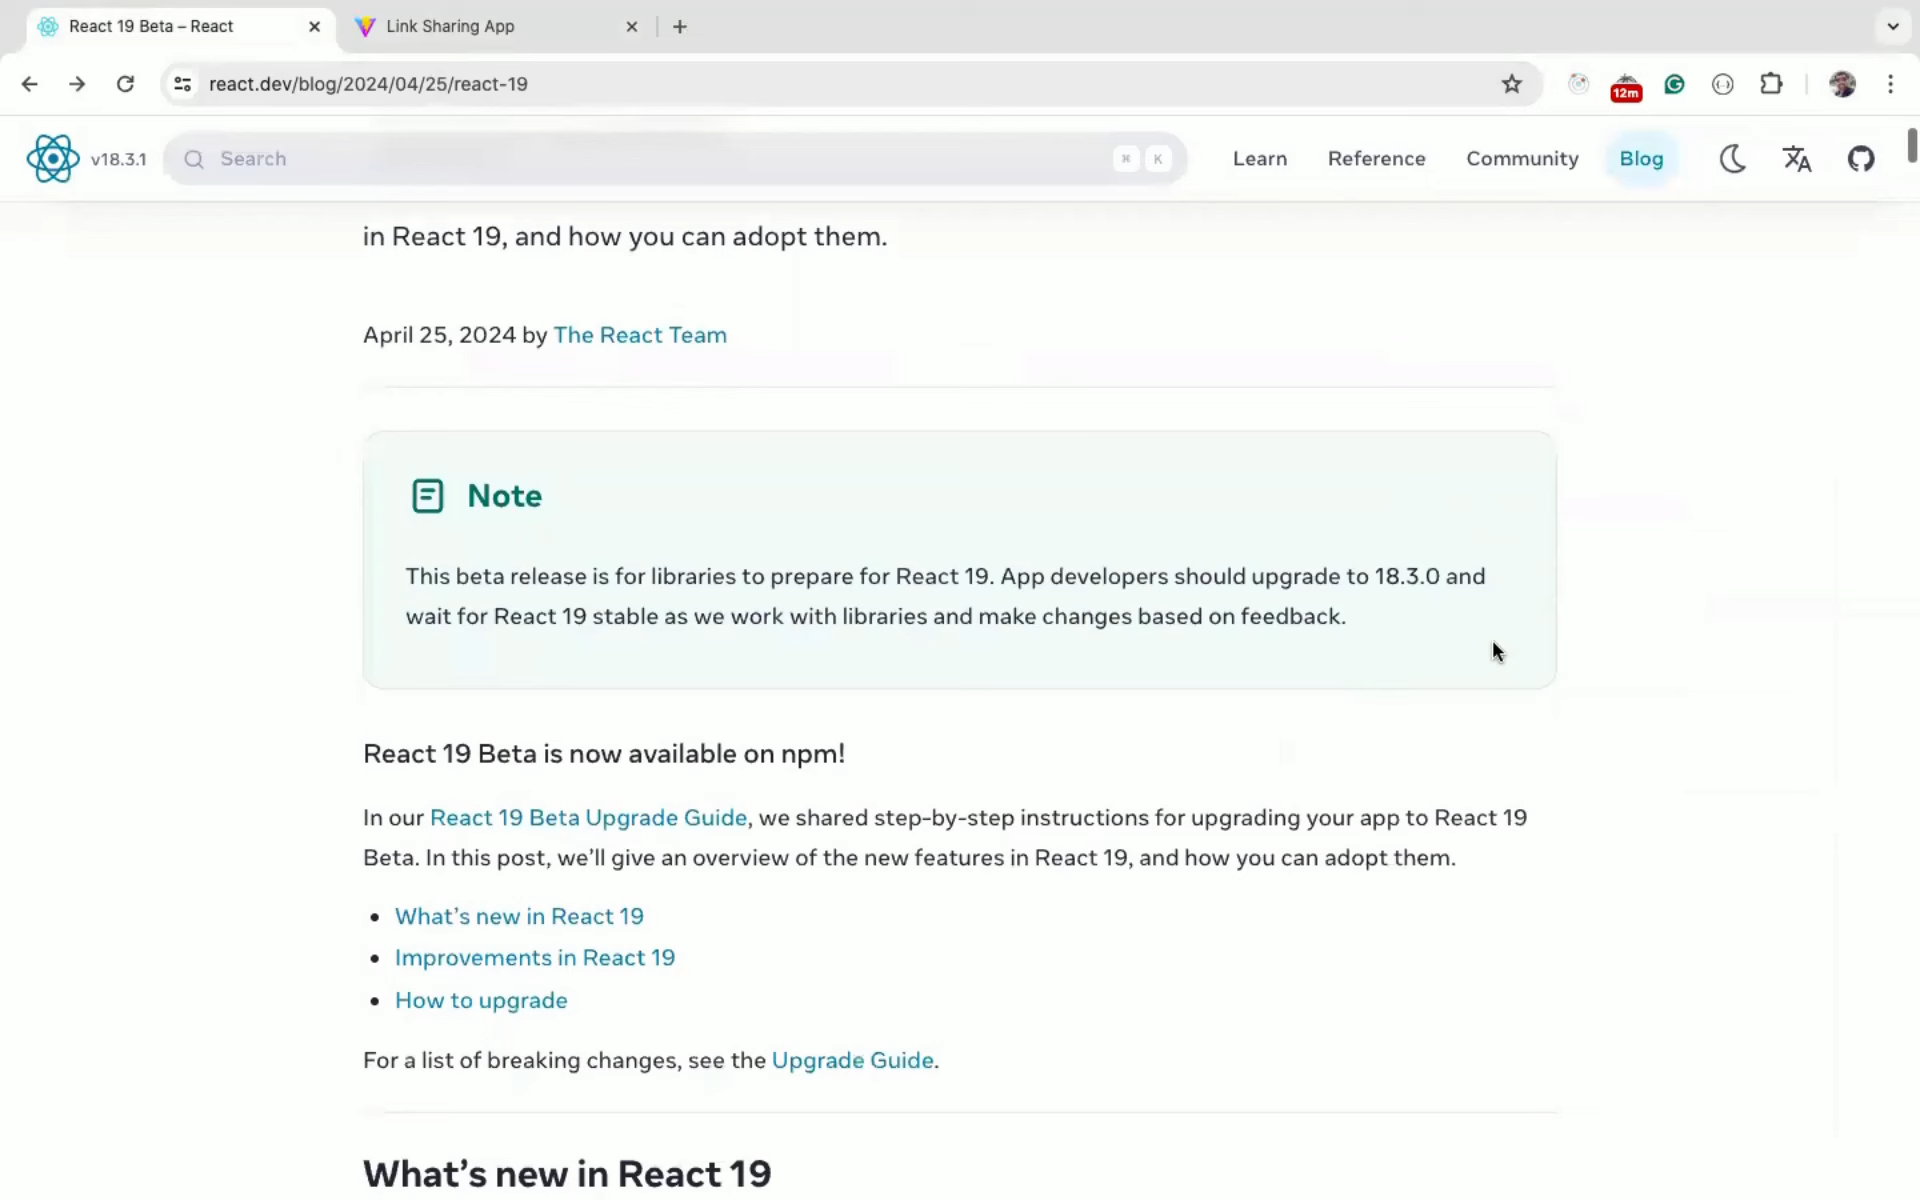 React 19 Beta – React
Link Sharing App
react.dev/blog/2024/04/25/react-19
12m
v18.3.1
Search
⌘ K
Learn
Reference
Community
Blog
in React 19, and how you can adopt them.
April 25, 2024 by The React Team
Note
This beta release is for libraries to prepare for React 19. App developers should upgrade to 18.3.0 and
wait for React 19 stable as we work with libraries and make changes based on feedback.
React 19 Beta is now available on npm!
In our React 19 Beta Upgrade Guide, we shared step-by-step instructions for upgrading your app to React 19
Beta. In this post, we’ll give an overview of the new features in React 19, and how you can adopt them.
• What’s new in React 19
• Improvements in React 19
• How to upgrade
For a list of breaking changes, see the Upgrade Guide.
What’s new in React 19